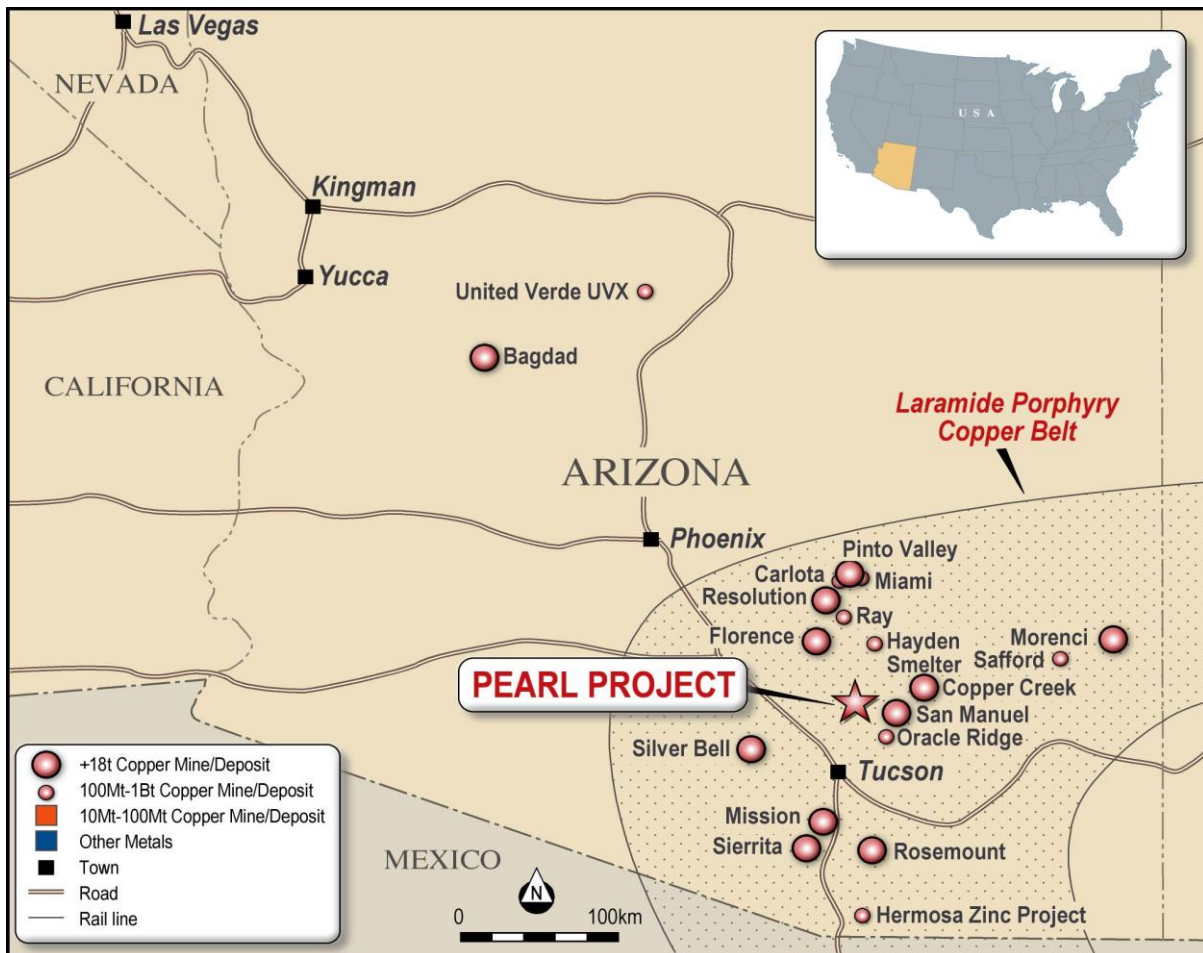 Las Vegas
NEVADA
USA
Kingman
Yucca
United Verde UVX
Bagdad
CALIFORNIA
Laramide Porphyry
Copper Belt
ARIZONA
Phoenix
Pinto Valley
Carlota
Miami
Resolution
Ray
Florence
Hayden
Smelter
Morenci
Safford
PEARL PROJECT
Copper Creek
San Manuel
Oracle Ridge
Silver Bell
Tucson
Mission
Sierrita
Rosemount
MEXICO
Hermosa Zinc Project
+18t Copper Mine/Deposit
100Mt-1Bt Copper Mine/Deposit
10Mt-100Mt Copper Mine/Deposit
Other Metals
Town
Road
Rail line
N
0 100km